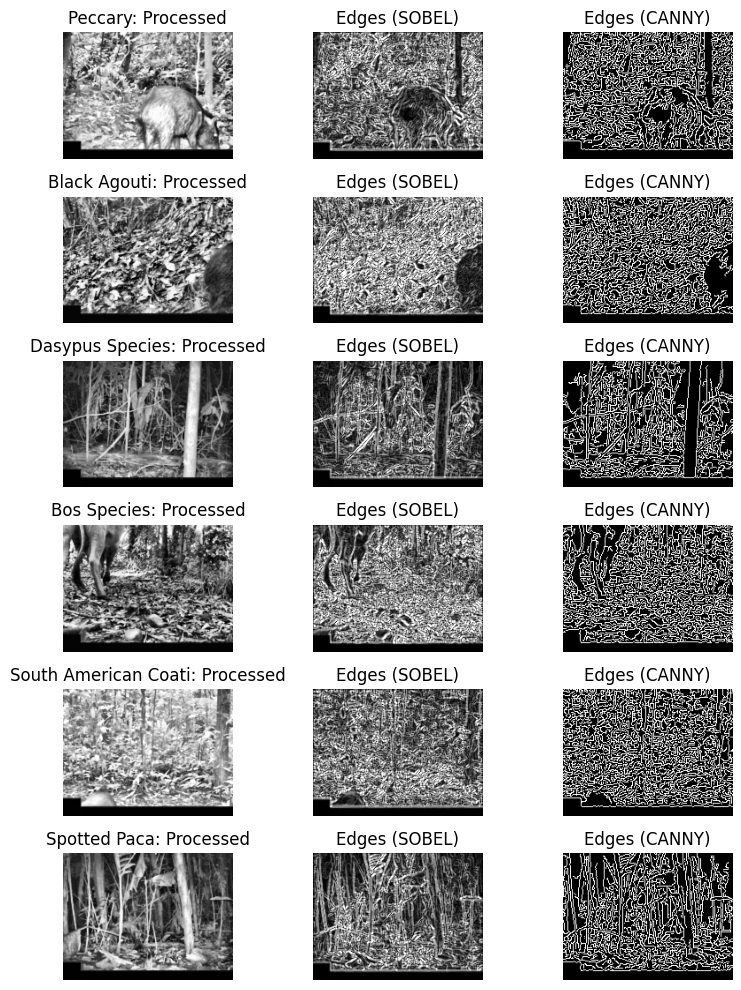 Peccary: Processed
Edges (SOBEL)
Edges (CANNY)
Black Agouti: Processed
Edges (SOBEL)
Edges (CANNY)
Dasypus Species: Processed
Edges (SOBEL)
Edges (CANNY)
Bos Species: Processed
Edges (SOBEL)
Edges (CANNY)
South American Coati: Processed
Edges (SOBEL)
Edges (CANNY)
Spotted Paca: Processed
Edges (SOBEL)
Edges (CANNY)